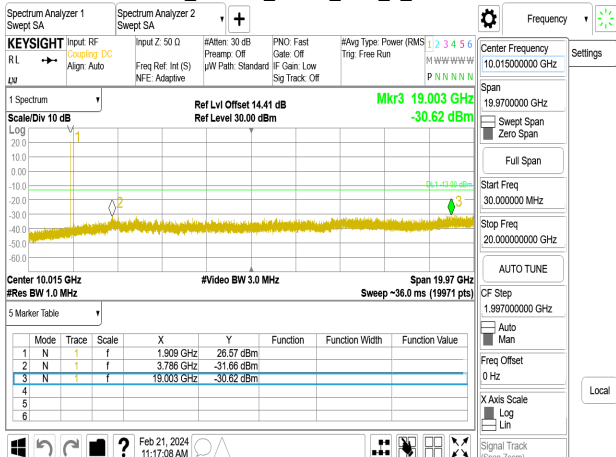 Spectrum Analyzer 1
Swept SA
Spectrum Analyzer 2
Swept SA
Frequency
KEYSIGHT
RL
Input: RF
Coupling: DC
Align: Auto
Input Z: 50 Ω
Freq Ref: Int (S)
NFE: Adaptive
#Atten: 30 dB
Preamp: Off
µW Path: Standard
PNO: Fast
Gate: Off
IF Gain: Low
Sig Track: Off
#Avg Type: Power (RMS
Trig: Free Run
1 2 3 4 5 6
M W W W W W
P N N N N N
1 Spectrum
Scale/Div 10 dB
Ref Lvl Offset 14.41 dB
Ref Level 30.00 dBm
Mkr3 19.003 GHz
-30.62 dBm
Log
20.0
10.0
0.00
-10.0
-20.0
-30.0
-40.0
-50.0
-60.0
1
2
3
DL1 -13.00 dBm
Center 10.015 GHz
#Res BW 1.0 MHz
#Video BW 3.0 MHz
Span 19.97 GHz
Sweep ~36.0 ms (19971 pts)
5 Marker Table
Mode Trace Scale X Y Function Function Width Function Value
1 N 1 f 1.909 GHz 26.57 dBm
2 N 1 f 3.786 GHz -31.66 dBm
3 N 1 f 19.003 GHz -30.62 dBm
4
5
6
Feb 21, 2024
11:17:08 AM
Center Frequency
10.015000000 GHz
Settings
Span
19.9700000 GHz
Swept Span
Zero Span
Full Span
Start Freq
30.000000 MHz
Stop Freq
20.000000000 GHz
AUTO TUNE
CF Step
1.997000000 GHz
Auto
Man
Freq Offset
0 Hz
X Axis Scale
Log
Lin
Local
Signal Track
(Span Zoom)